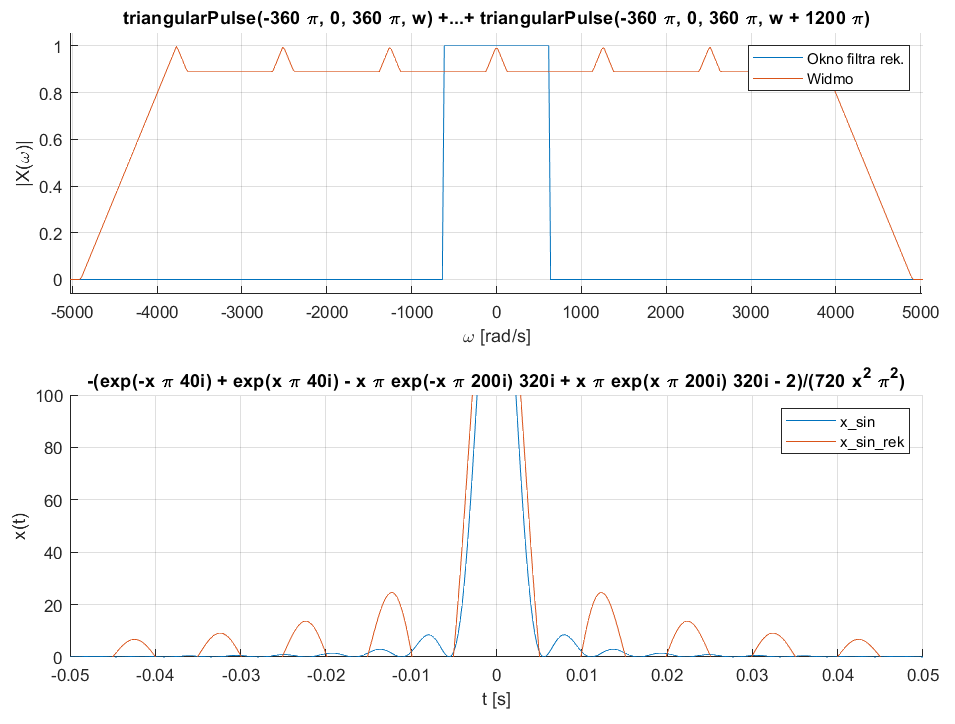 triangularPulse(-360 π, 0, 360 π, w) +...+ triangularPulse(-360 π, 0, 360 π, w + 1200 π)
1
0.8
0.6
0.4
0.2
0
|X(ω)|
Okno filtra rek.
Widmo
-5000 -4000 -3000 -2000 -1000 0 1000 2000 3000 4000 5000
ω [rad/s]
-(exp(-x π 40i) + exp(x π 40i) - x π exp(-x π 200i) 320i + x π exp(x π 200i) 320i - 2)/(720 x² π²)
100
80
60
40
20
0
x(t)
x_sin
x_sin_rek
-0.05 -0.04 -0.03 -0.02 -0.01 0 0.01 0.02 0.03 0.04 0.05
t [s]